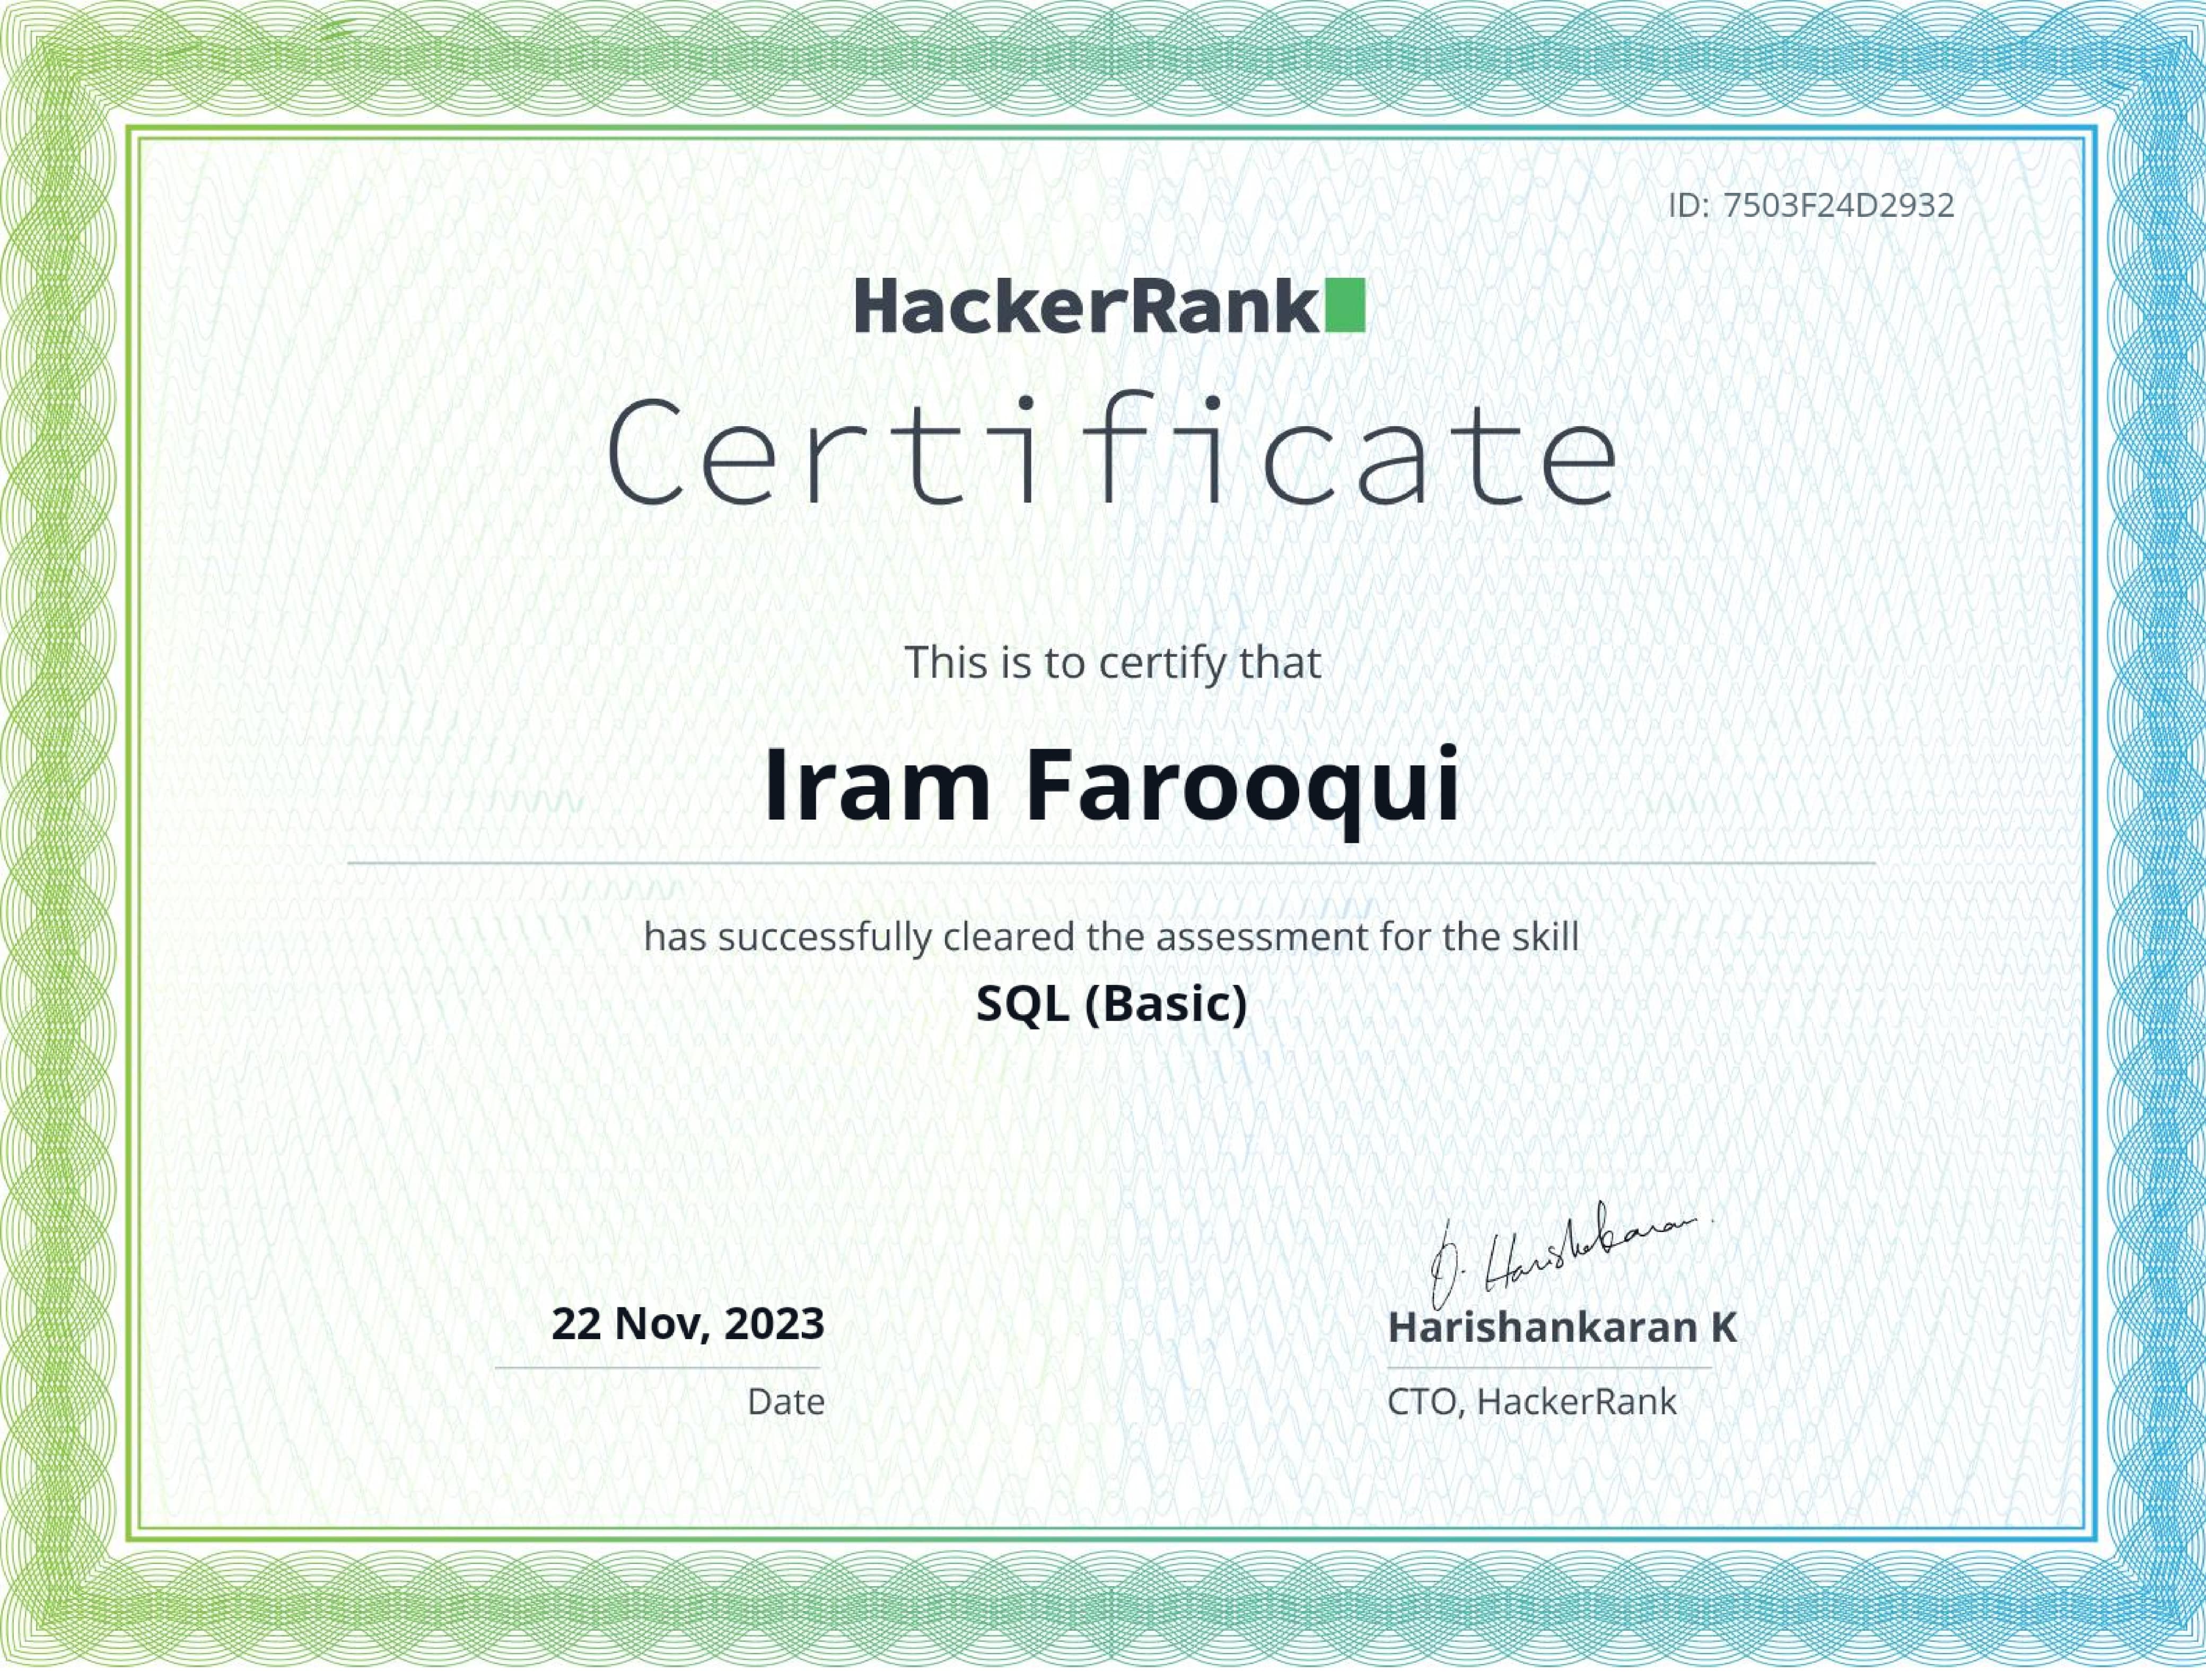 ID: 7503F24D2932
HackerRank
Certificate
This is to certify that
Iram Farooqui
has successfully cleared the assessment for the skill
SQL (Basic)
D. Harishankaran.
22 Nov, 2023
Harishankaran K
Date
CTO, HackerRank